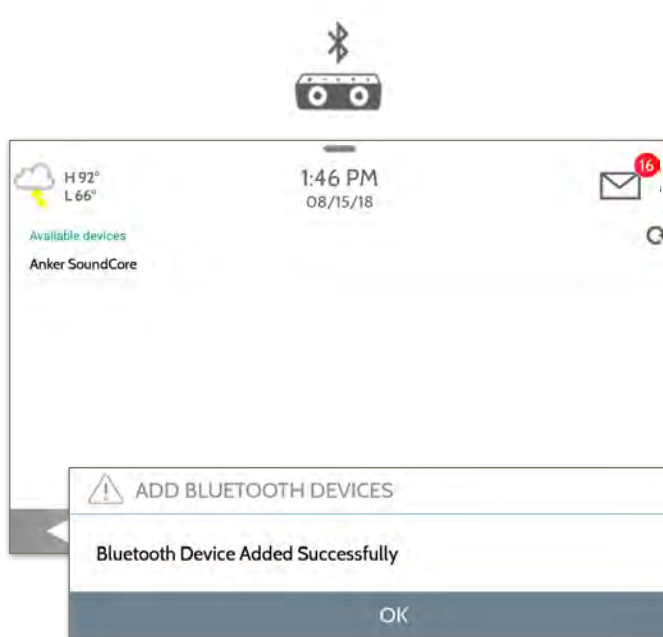 H 92°
L 66°
1:46 PM
08/15/18
16
Available devices
Anker SoundCore
ADD BLUETOOTH DEVICES
Bluetooth Device Added Successfully
OK